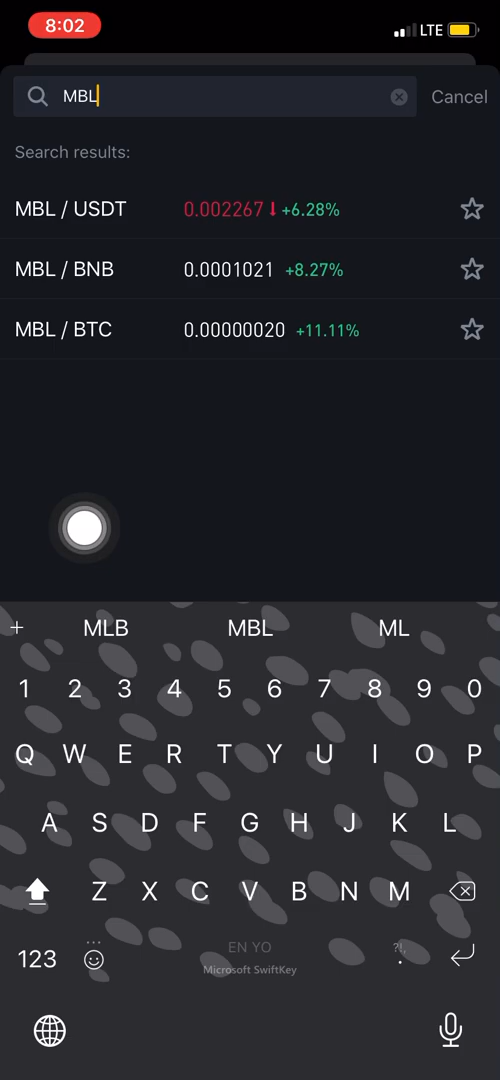 8:02 LTE
MBL Cancel
Search results:
MBL / USDT 0.002267 ↓ +6.28%
MBL / BNB 0.0001021 +8.27%
MBL / BTC 0.00000020 +11.11%
+ MLB MBL ML
1 2 3 4 5 6 7 8 9 0
Q W E R T Y U I O P
A S D F G H J K L
Z X C V B N M
123 EN YO ?!, .
Microsoft SwiftKey